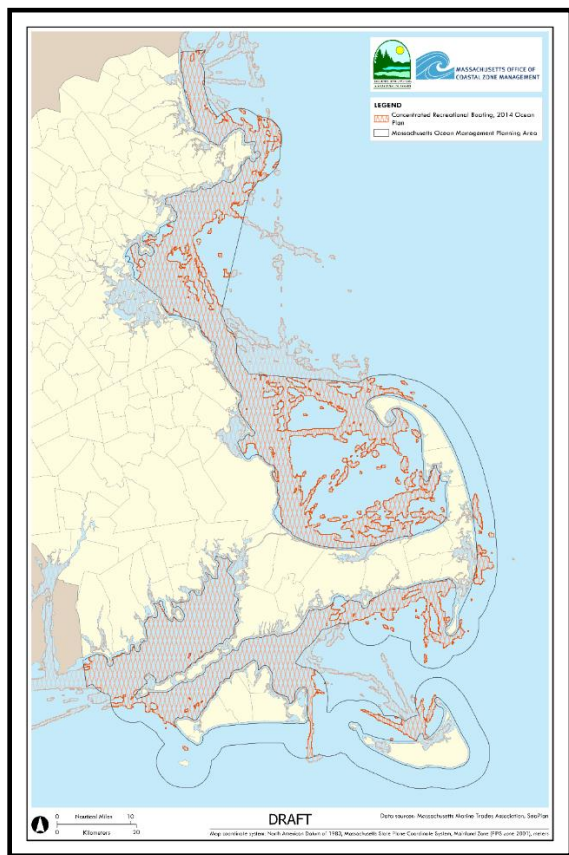 MASSACHUSETTS OFFICE OF
COASTAL ZONE MANAGEMENT
LEGEND
Concentrated Recreational Boating, 2014 Ocean
Plan
Massachusetts Ocean Management Planning Area
0 Nautical Miles 10
0 Kilometers 20
DRAFT
Data sources: Massachusetts Marine Trades Association, SeaPlan
Map coordinate system: North American Datum of 1983, Massachusetts State Plane Coordinate System, Mainland Zone (FIPS zone 2001), meters